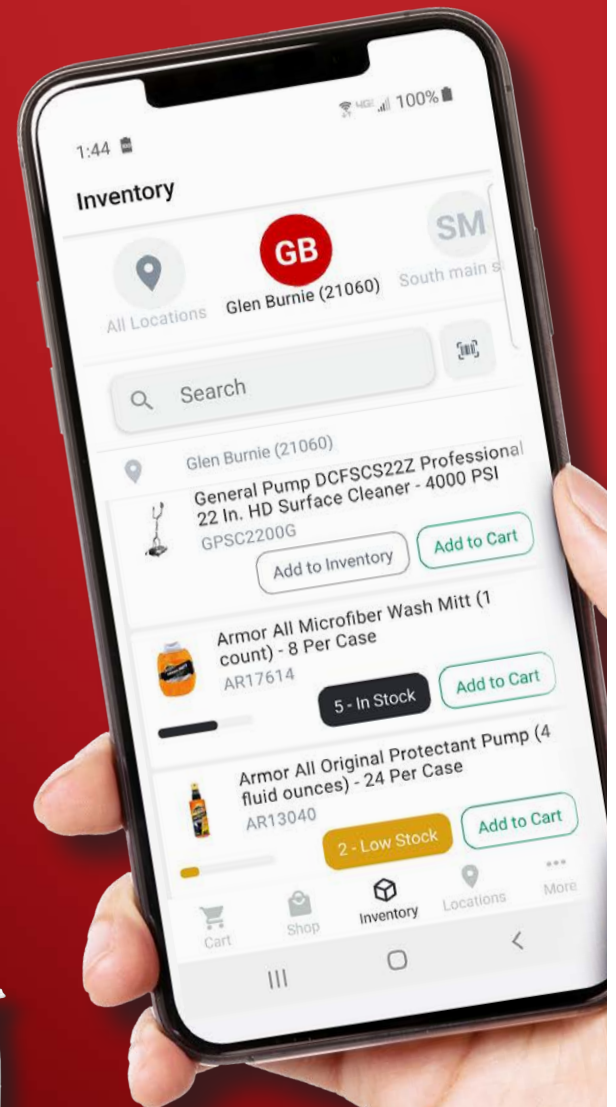 1:44
4GE 100%
Inventory
GB
SM
All Locations
Glen Burnie (21060)
South main s
Search
Glen Burnie (21060)
General Pump DCFSCS22Z Professional
22 In. HD Surface Cleaner - 4000 PSI
GPSC2200G
Add to Inventory
Add to Cart
Armor All Microfiber Wash Mitt (1
count) - 8 Per Case
AR17614
5 - In Stock
Add to Cart
Armor All Original Protectant Pump (4
fluid ounces) - 24 Per Case
AR13040
2 - Low Stock
Add to Cart
Cart
Shop
Inventory
Locations
More